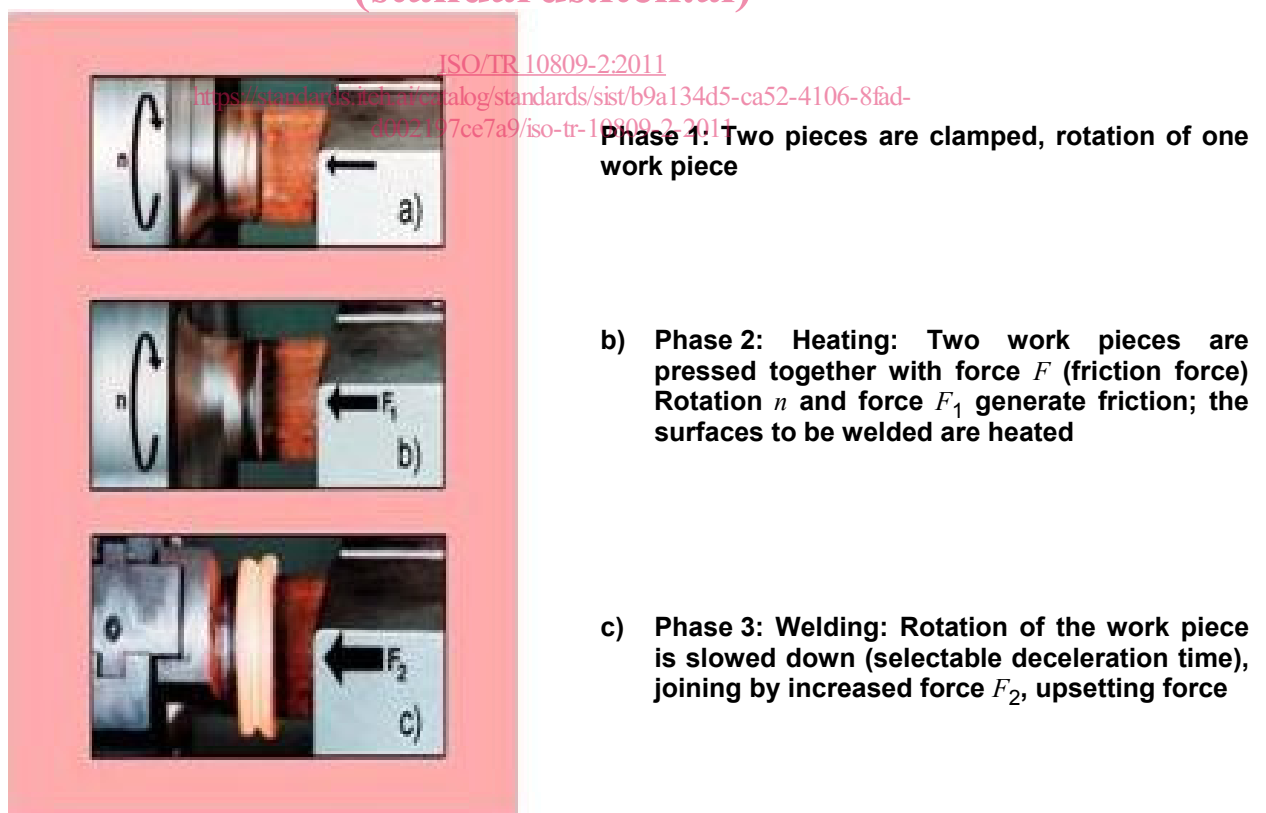 (standards.iteh.ai)
ISO/TR 10809-2:2011
https://standards.iteh.ai/catalog/standards/sist/b9a134d5-ca52-4106-8fad-
d002197ce7a9/iso-tr-10809-2-2011
Phase 1: Two pieces are clamped, rotation of one
work piece
n
a)
b) Phase 2: Heating: Two work pieces are
pressed together with force F (friction force)
Rotation n and force F₁ generate friction; the
surfaces to be welded are heated
n
F₁
b)
c) Phase 3: Welding: Rotation of the work piece
is slowed down (selectable deceleration time),
joining by increased force F₂, upsetting force
F₂
c)